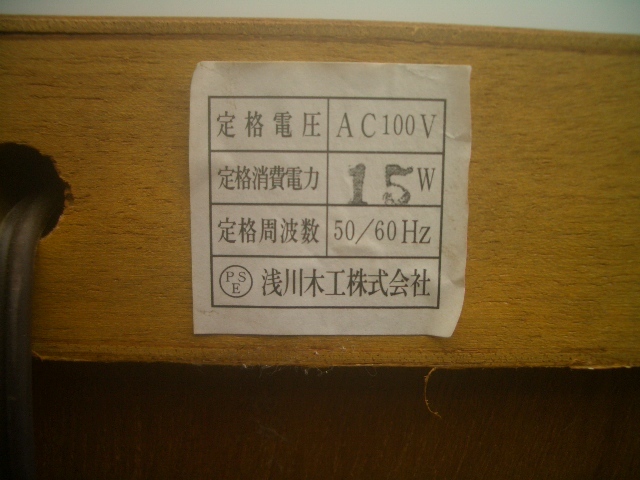 定格電圧 AC100V
定格消費電力 15W
定格周波数 50/60Hz
PSE 浅川木工株式会社